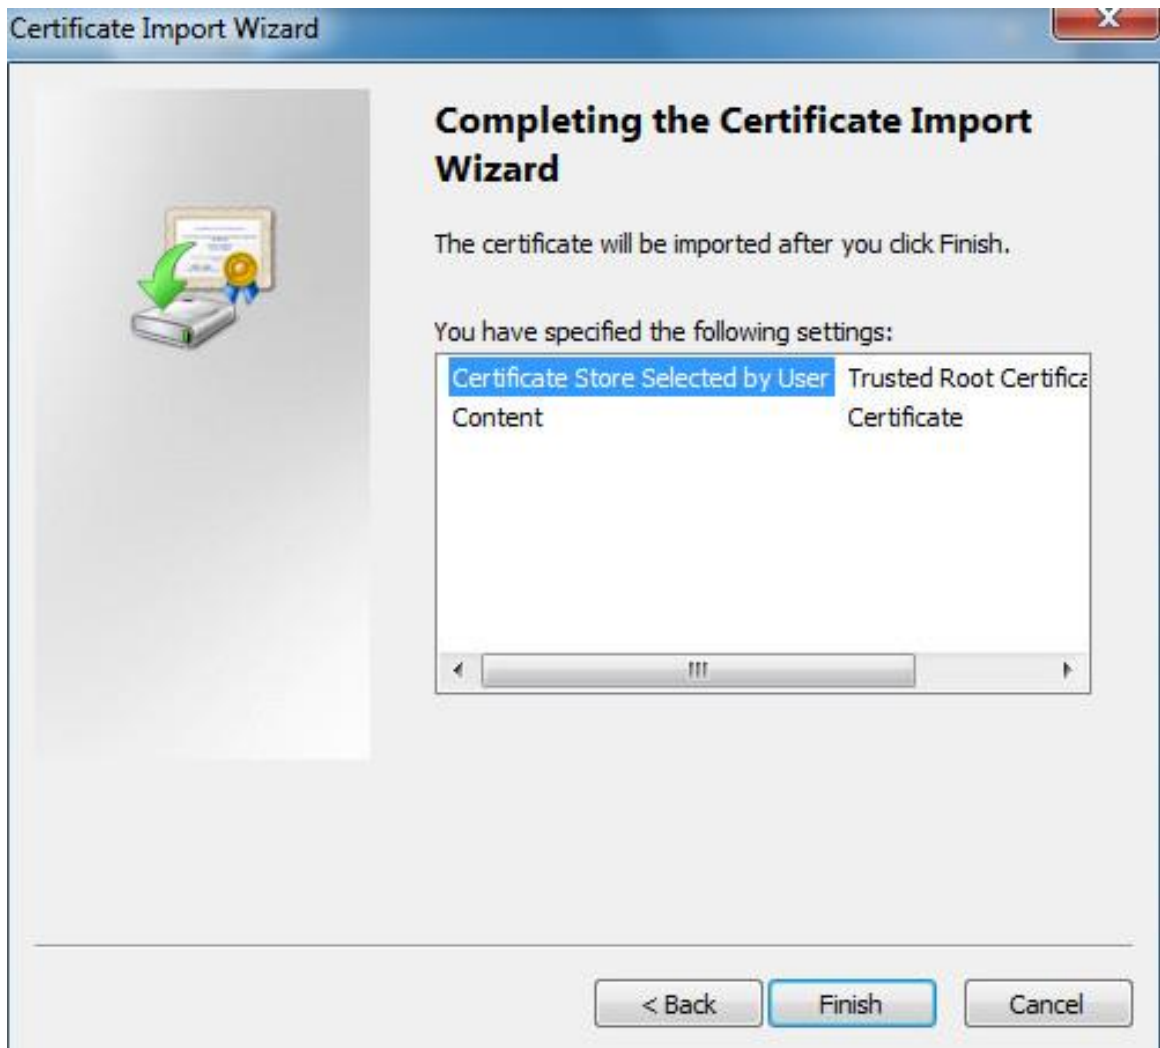 Certificate Import Wizard
Completing the Certificate Import
Wizard
The certificate will be imported after you click Finish.
You have specified the following settings:
Certificate Store Selected by User Trusted Root Certifica
Content Certificate
< Back Finish Cancel